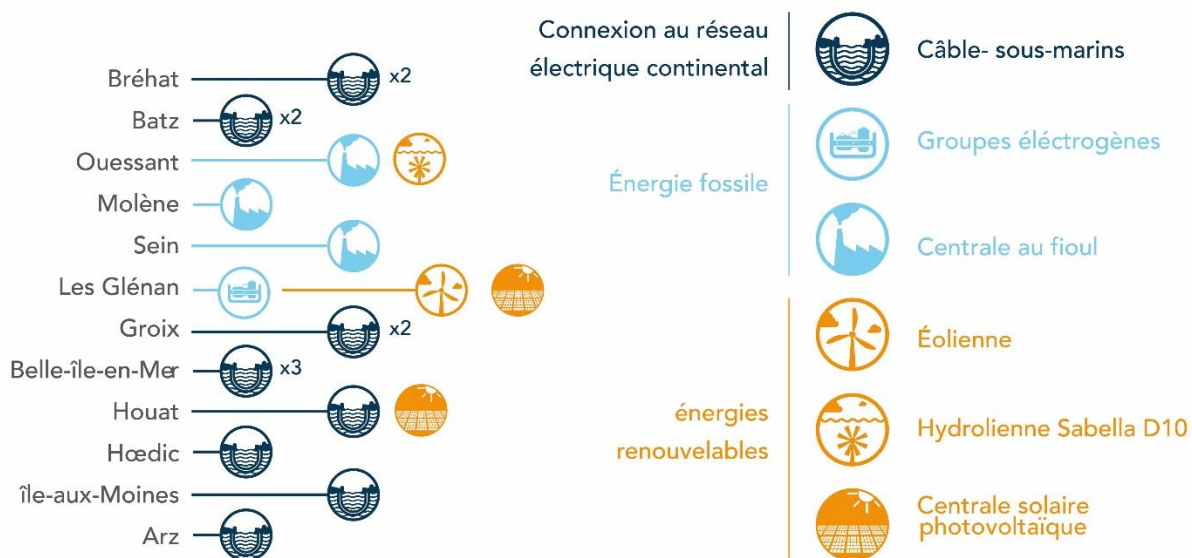 Bréhat x2
Batz x2
Ouessant
Molène
Sein
Les Glénan
Groix x2
Belle-île-en-Mer x3
Houat
Hœdic
île-aux-Moines
Arz
Connexion au réseau
électrique continental
Câble- sous-marins
Énergie fossile
Groupes éléctrogènes
Centrale au fioul
énergies
renouvelables
Éolienne
Hydrolienne Sabella D10
Centrale solaire
photovoltaïque